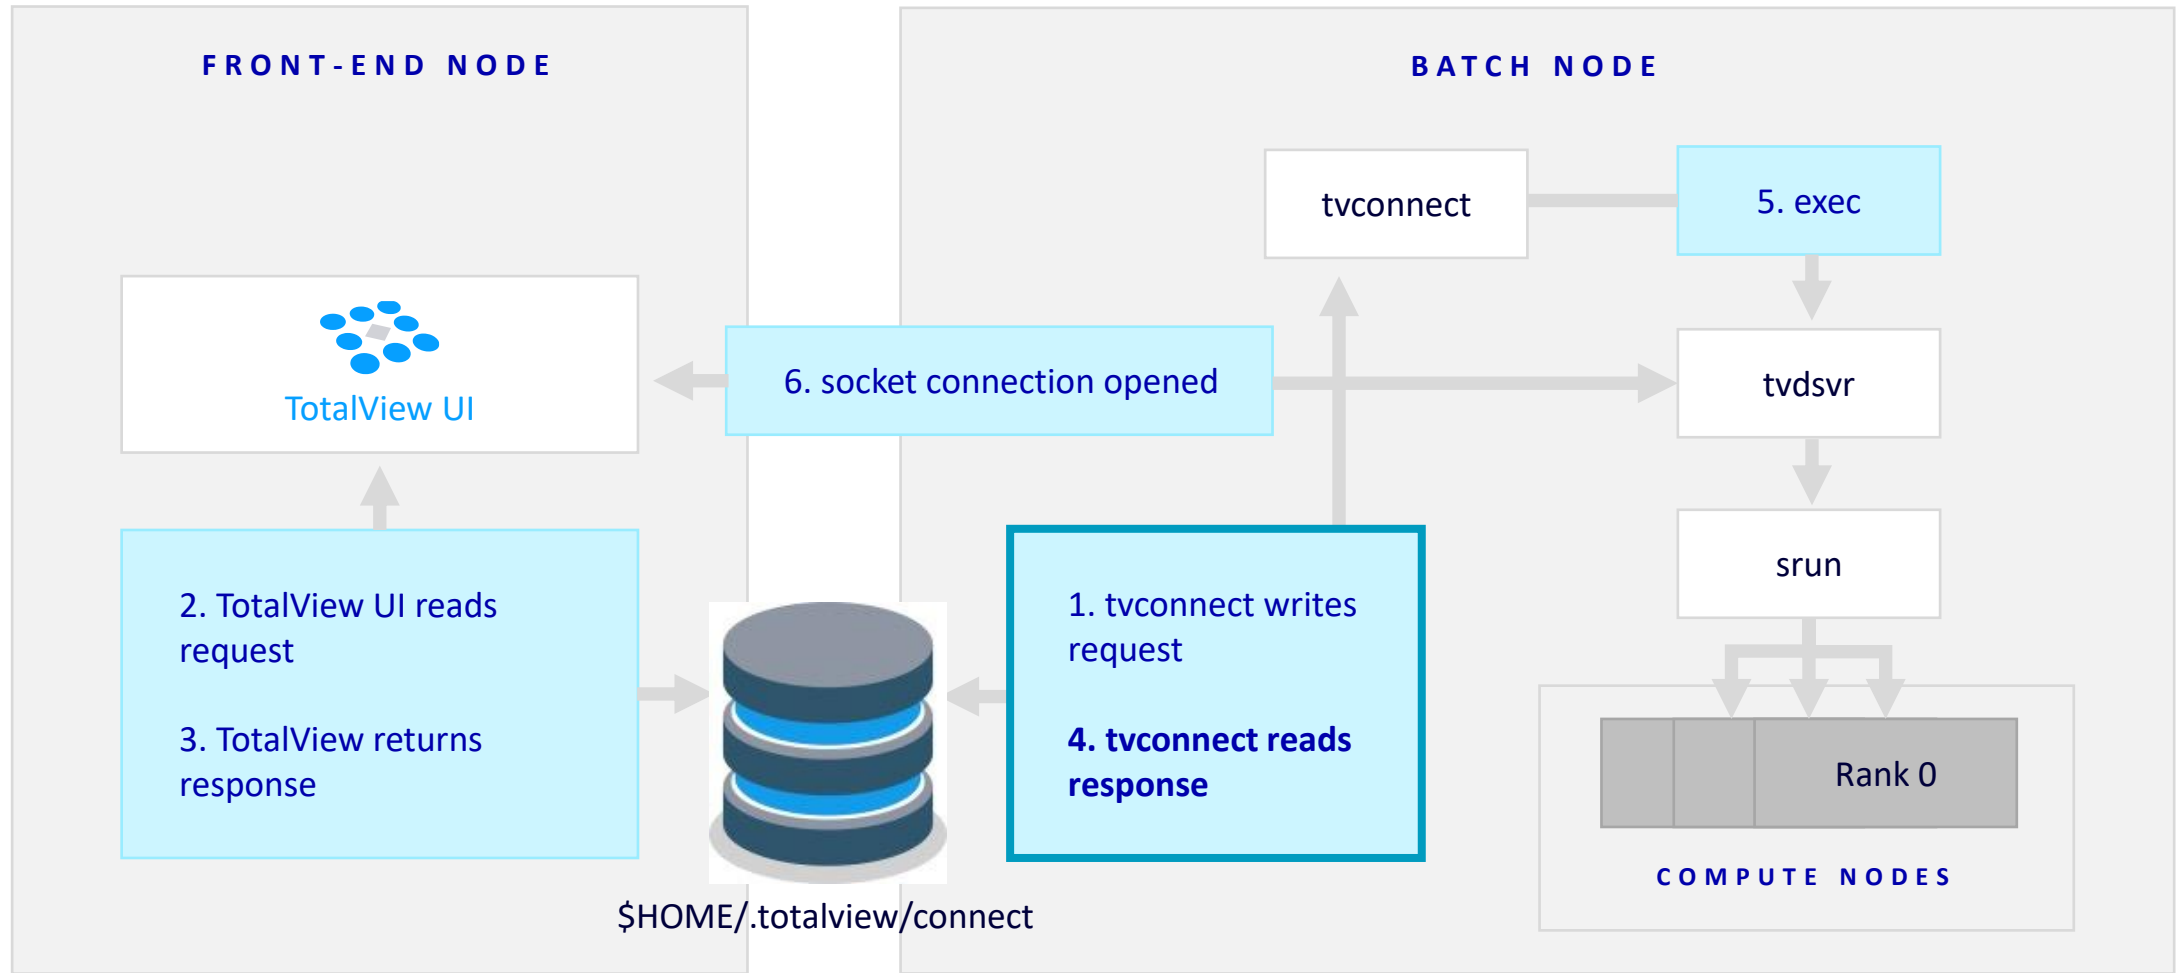 FRONT-END NODE
BATCH NODE
tvconnect
5. exec
TotalView UI
6. socket connection opened
tvdsvr
srun
2. TotalView UI reads
request
3. TotalView returns
response
1. tvconnect writes
request
4. tvconnect reads
response
Rank 0
COMPUTE NODES
$HOME/.totalview/connect